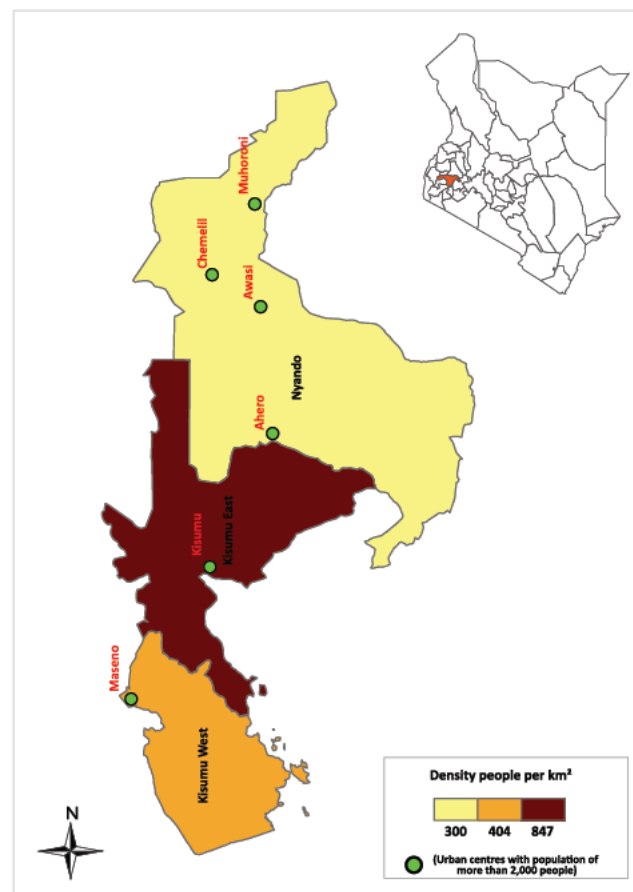 Muhoroni
Chemelil
Awasi
Nyando
Ahero
Kisumu
Kisumu East
Maseno
Kisumu West
N
Density people per km²
300 404 847
(Urban centres with population of
more than 2,000 people)